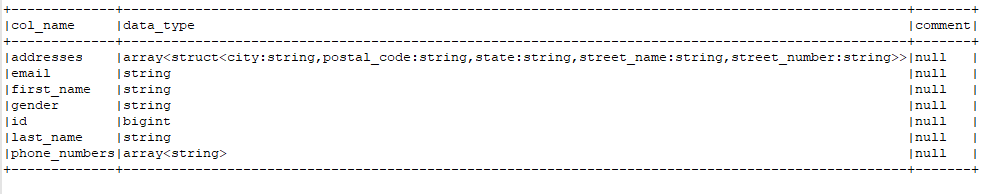 +-------------+---------------------------------------------------------------------------------------------------+-------+
|col_name     |data_type                                                                                          |comment|
+-------------+---------------------------------------------------------------------------------------------------+-------+
|addresses    |array<struct<city:string,postal_code:string,state:string,street_name:string,street_number:string>>|null   |
|email        |string                                                                                             |null   |
|first_name   |string                                                                                             |null   |
|gender       |string                                                                                             |null   |
|id           |bigint                                                                                             |null   |
|last_name    |string                                                                                             |null   |
|phone_numbers|array<string>                                                                                      |null   |
+-------------+---------------------------------------------------------------------------------------------------+-------+